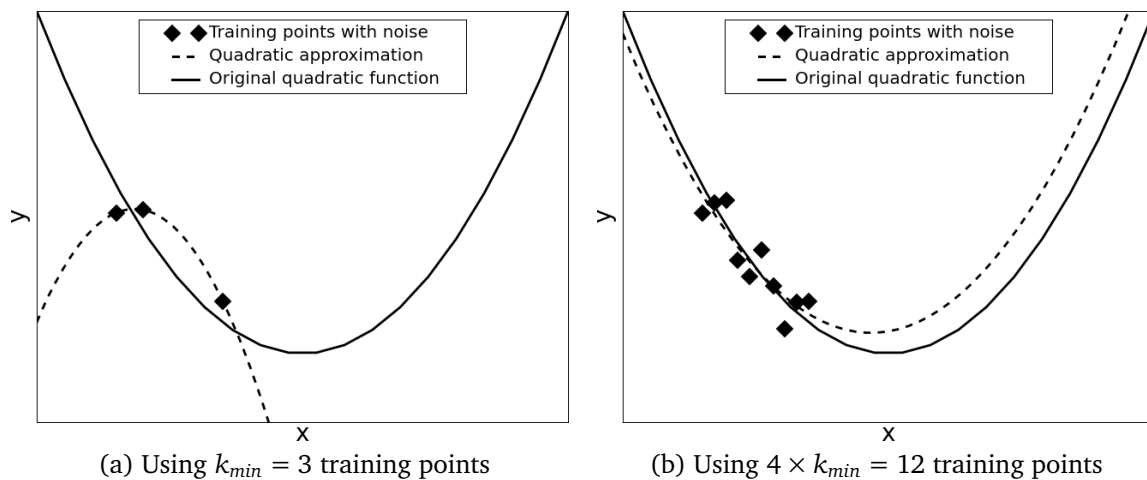 Training points with noise
Quadratic approximation
Original quadratic function
y
x
(a) Using k_min = 3 training points
Training points with noise
Quadratic approximation
Original quadratic function
y
x
(b) Using 4 × k_min = 12 training points